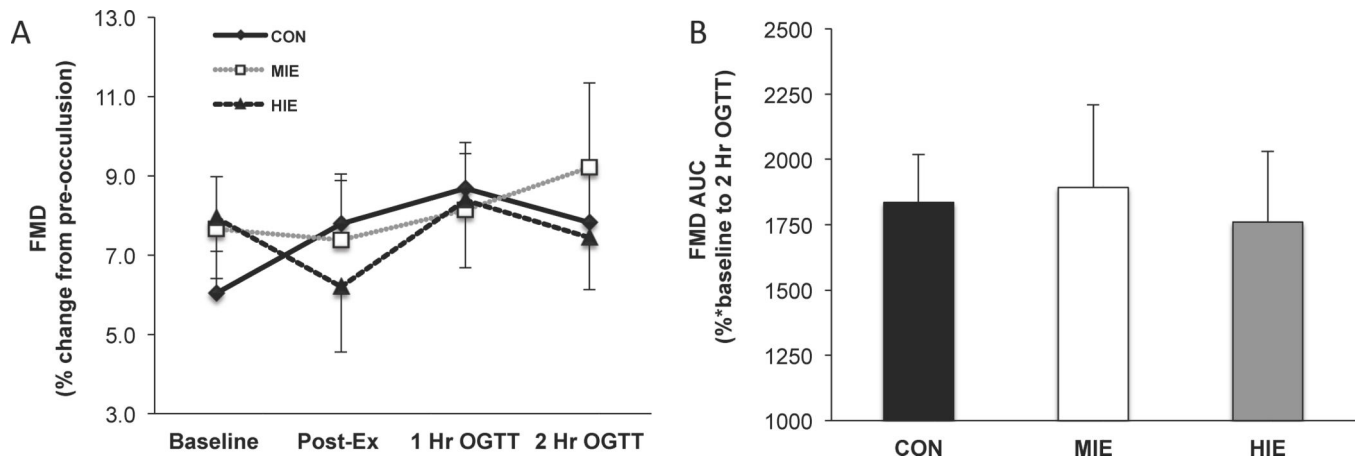 A
FMD
(% change from pre-occulusion)
13.0
11.0
9.0
7.0
5.0
3.0
CON
MIE
HIE
Baseline Post-Ex 1 Hr OGTT 2 Hr OGTT
B
FMD AUC
(%*baseline to 2 Hr OGTT)
2500
2250
2000
1750
1500
1250
1000
CON MIE HIE